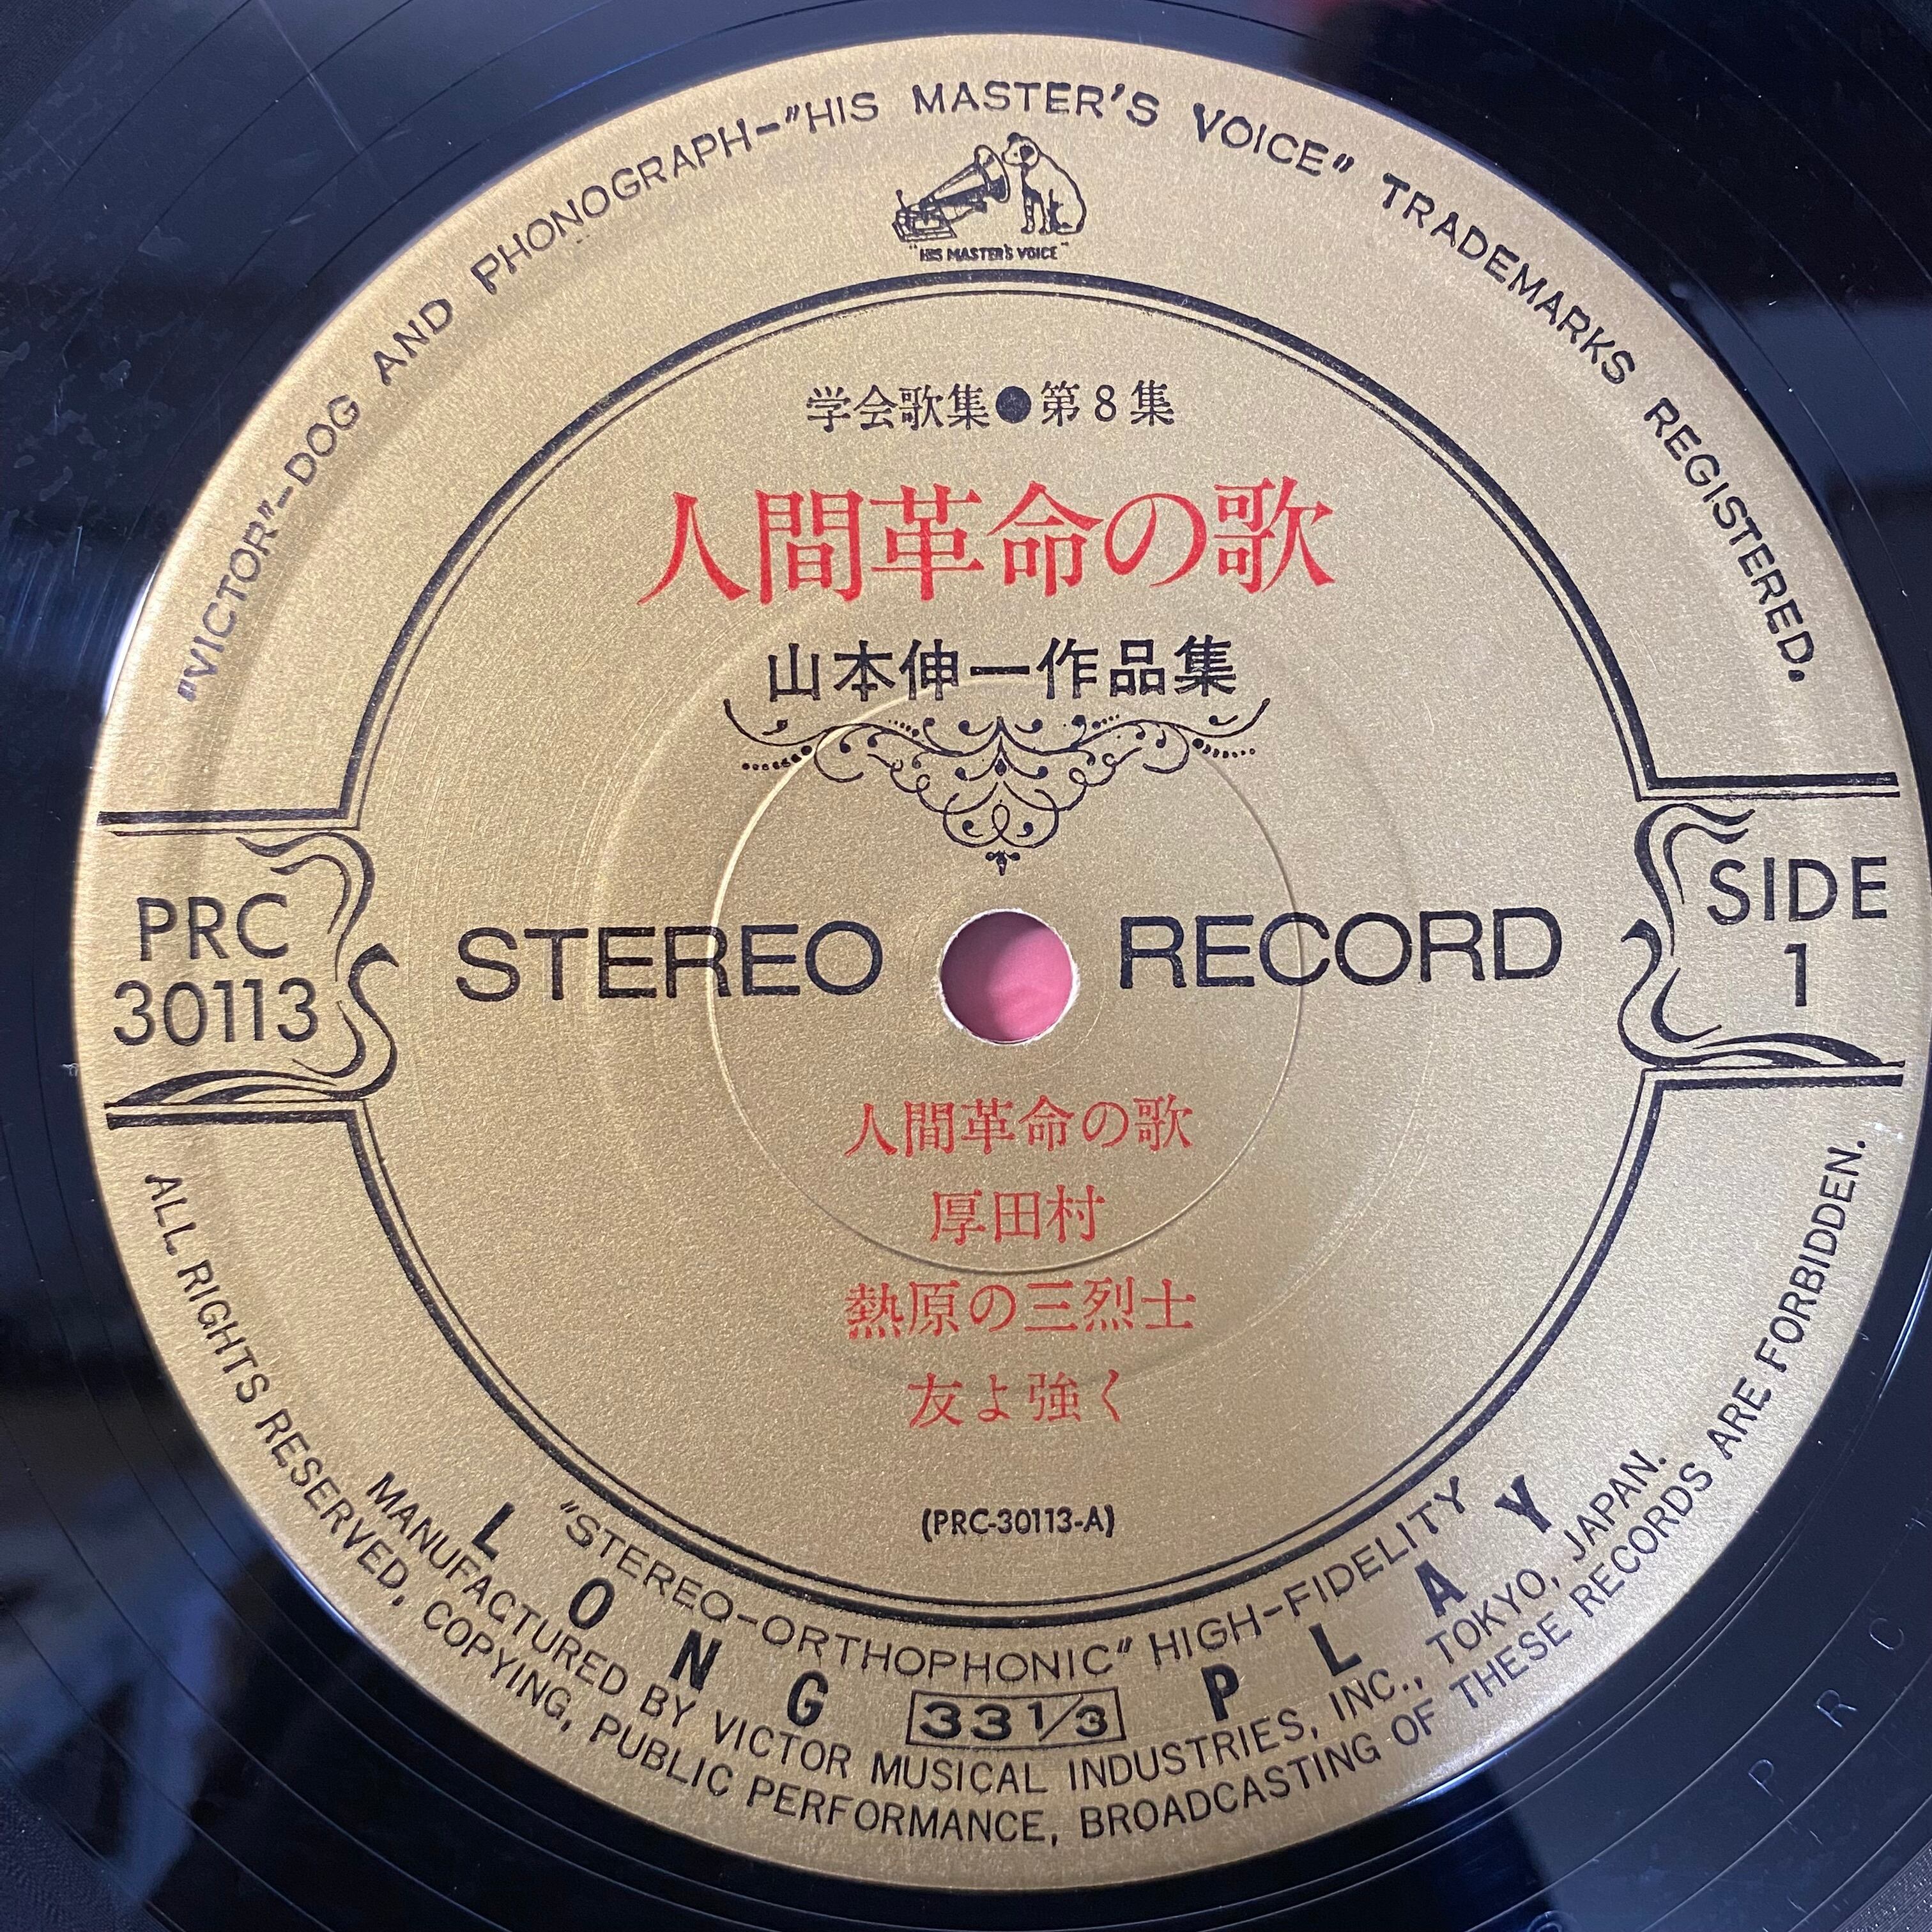 "VICTOR"-DOG AND PHONOGRAPH-"HIS MASTER'S VOICE" TRADEMARKS REGISTERED.
"HIS MASTER'S VOICE"
学会歌集●第8集
人間革命の歌
山本伸一作品集
PRC
30113
STEREO RECORD
SIDE
1
人間革命の歌
厚田村
熱原の三烈士
友よ強く
(PRC-30113-A)
"STEREO-ORTHOPHONIC" HIGH-FIDELITY
LONG 33 1/3 PLAY
MANUFACTURED BY VICTOR MUSICAL INDUSTRIES, INC., TOKYO, JAPAN.
ALL RIGHTS RESERVED, COPYING, PUBLIC PERFORMANCE, BROADCASTING OF THESE RECORDS ARE FORBIDDEN.
P R C